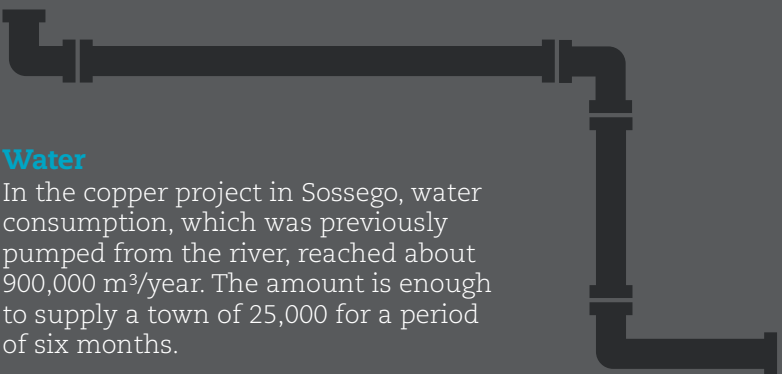 Water
In the copper project in Sossego, water
consumption, which was previously
pumped from the river, reached about
900,000 m³/year. The amount is enough
to supply a town of 25,000 for a period
of six months.